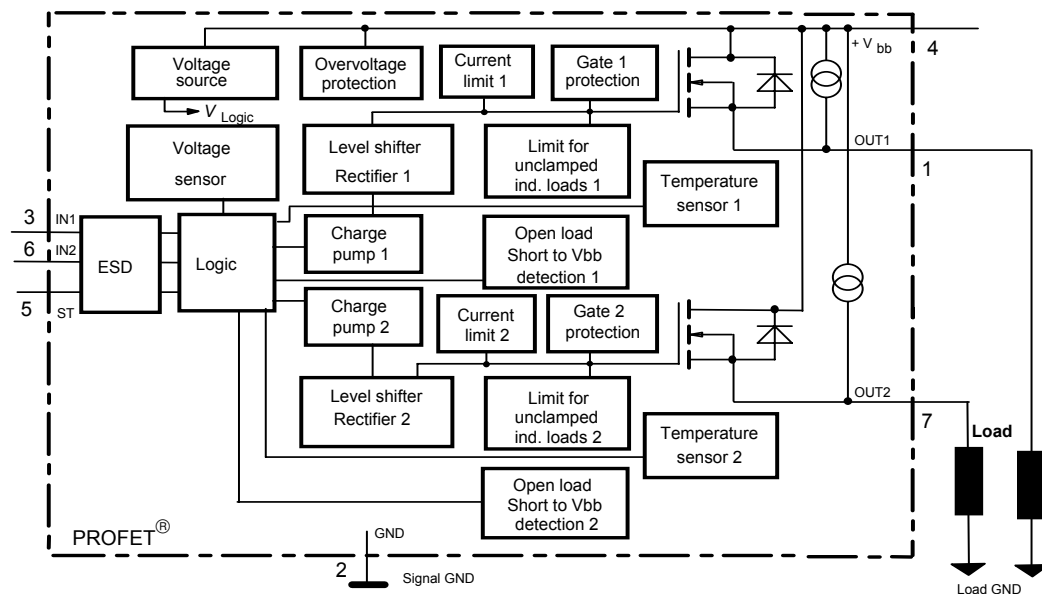 + V bb
4
Voltage
source
Overvoltage
protection
Current
limit 1
Gate 1
protection
V Logic
OUT1
1
Voltage
sensor
Level shifter
Rectifier 1
Limit for
unclamped
ind. loads 1
Temperature
sensor 1
3 IN1
6 IN2
5 ST
ESD
Logic
Charge
pump 1
Open load
Short to Vbb
detection 1
Charge
pump 2
Current
limit 2
Gate 2
protection
Level shifter
Rectifier 2
Limit for
unclamped
ind. loads 2
OUT2
7
Load
Temperature
sensor 2
Open load
Short to Vbb
detection 2
PROFET®
GND
2
Signal GND
Load GND